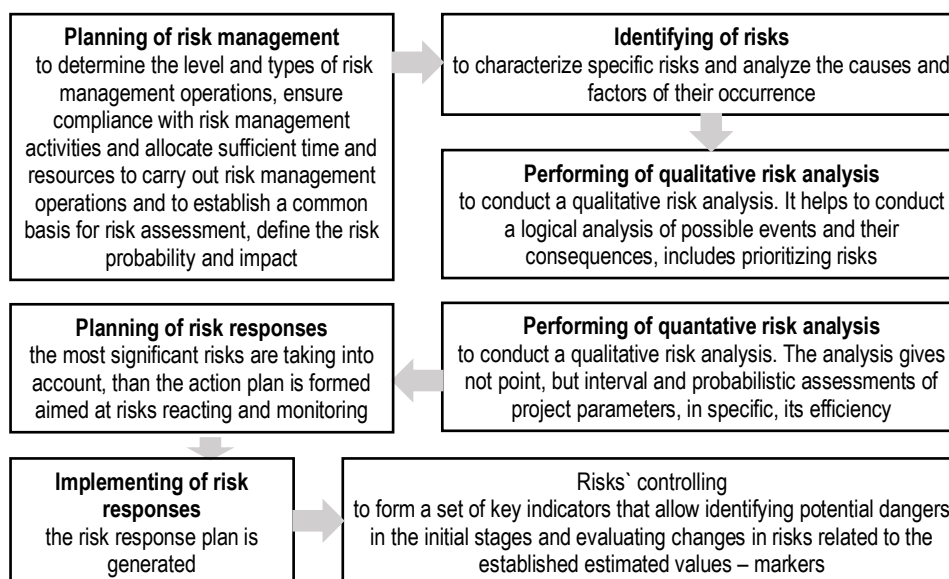 Planning of risk management
to determine the level and types of risk
management operations, ensure
compliance with risk management
activities and allocate sufficient time and
resources to carry out risk management
operations and to establish a common
basis for risk assessment, define the risk
probability and impact
Identifying of risks
to characterize specific risks and analyze the causes and
factors of their occurrence
Performing of qualitative risk analysis
to conduct a qualitative risk analysis. It helps to conduct
a logical analysis of possible events and their
consequences, includes prioritizing risks
Performing of quantative risk analysis
to conduct a qualitative risk analysis. The analysis gives
not point, but interval and probabilistic assessments of
project parameters, in specific, its efficiency
Planning of risk responses
the most significant risks are taking into
account, than the action plan is formed
aimed at risks reacting and monitoring
Implementing of risk
responses
the risk response plan is
generated
Risks` controlling
to form a set of key indicators that allow identifying potential dangers
in the initial stages and evaluating changes in risks related to the
established estimated values – markers